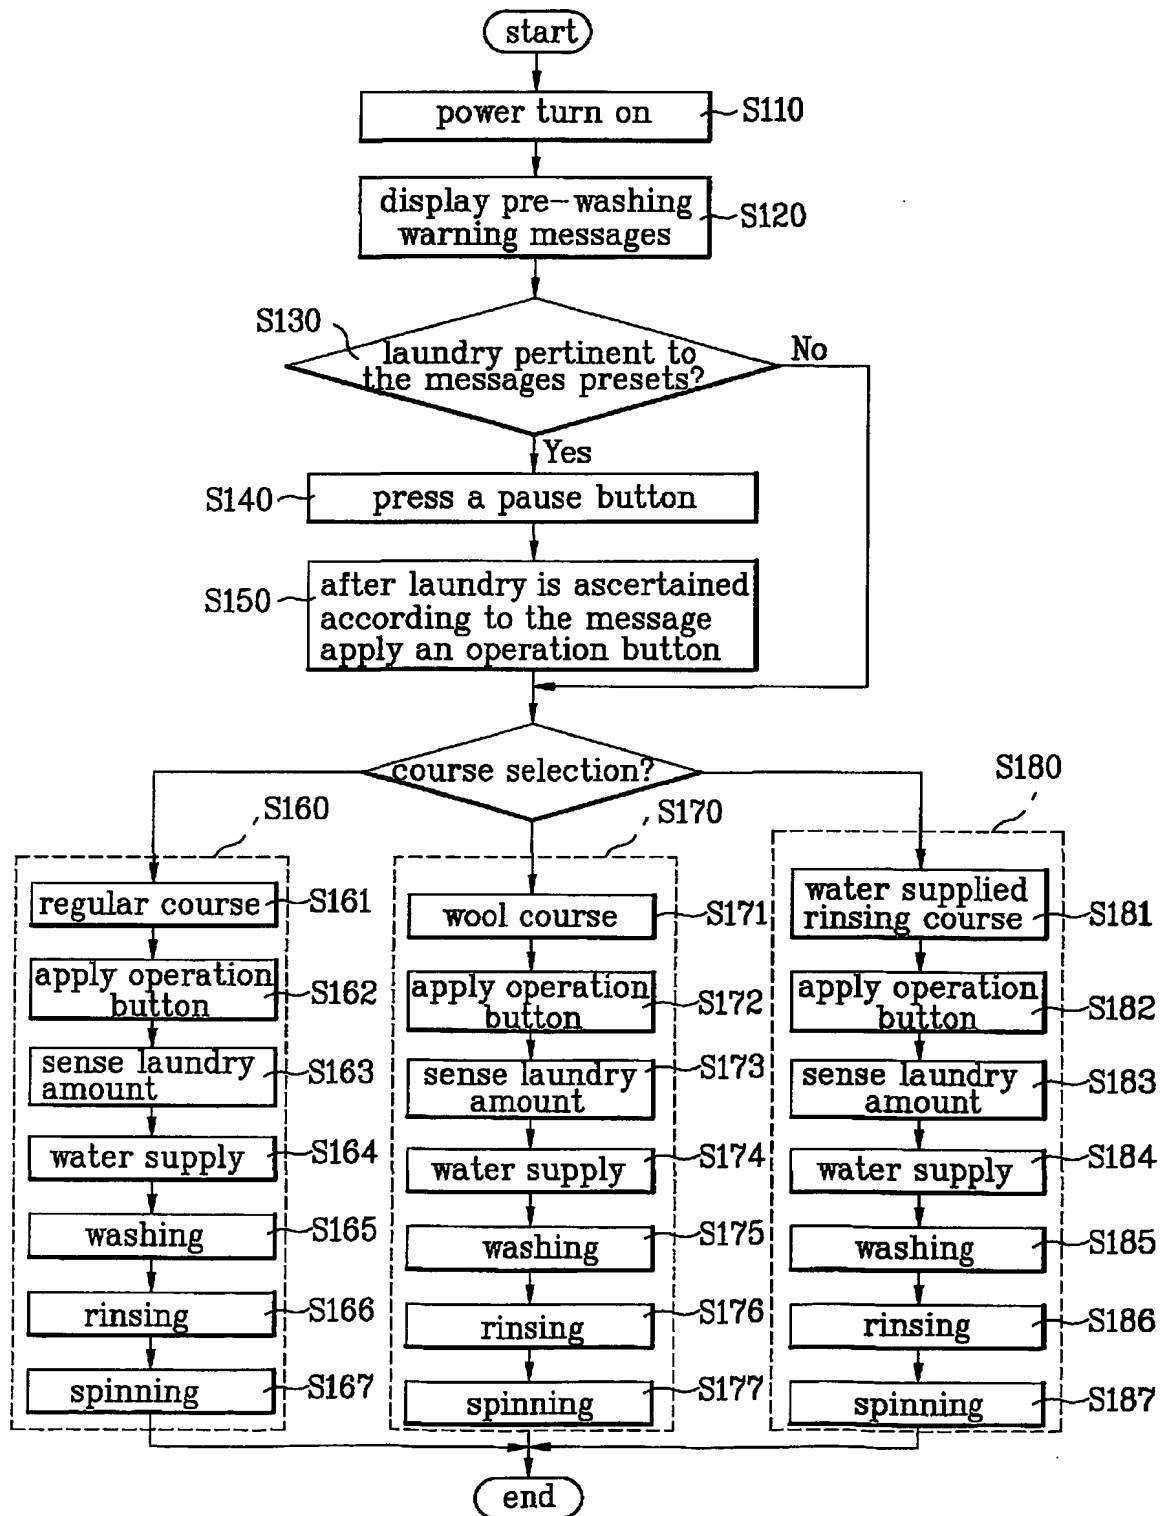 start
power turn on
S110
display pre-washing
warning messages
S120
S130
laundry pertinent to
the messages presets?
No
Yes
S140
press a pause button
S150
after laundry is ascertained
according to the message
apply an operation button
course selection?
S160
S170
S180
regular course
S161
apply operation
button
S162
sense laundry
amount
S163
water supply
S164
washing
S165
rinsing
S166
spinning
S167
wool course
S171
apply operation
button
S172
sense laundry
amount
S173
water supply
S174
washing
S175
rinsing
S176
spinning
S177
water supplied
rinsing course
S181
apply operation
button
S182
sense laundry
amount
S183
water supply
S184
washing
S185
rinsing
S186
spinning
S187
end